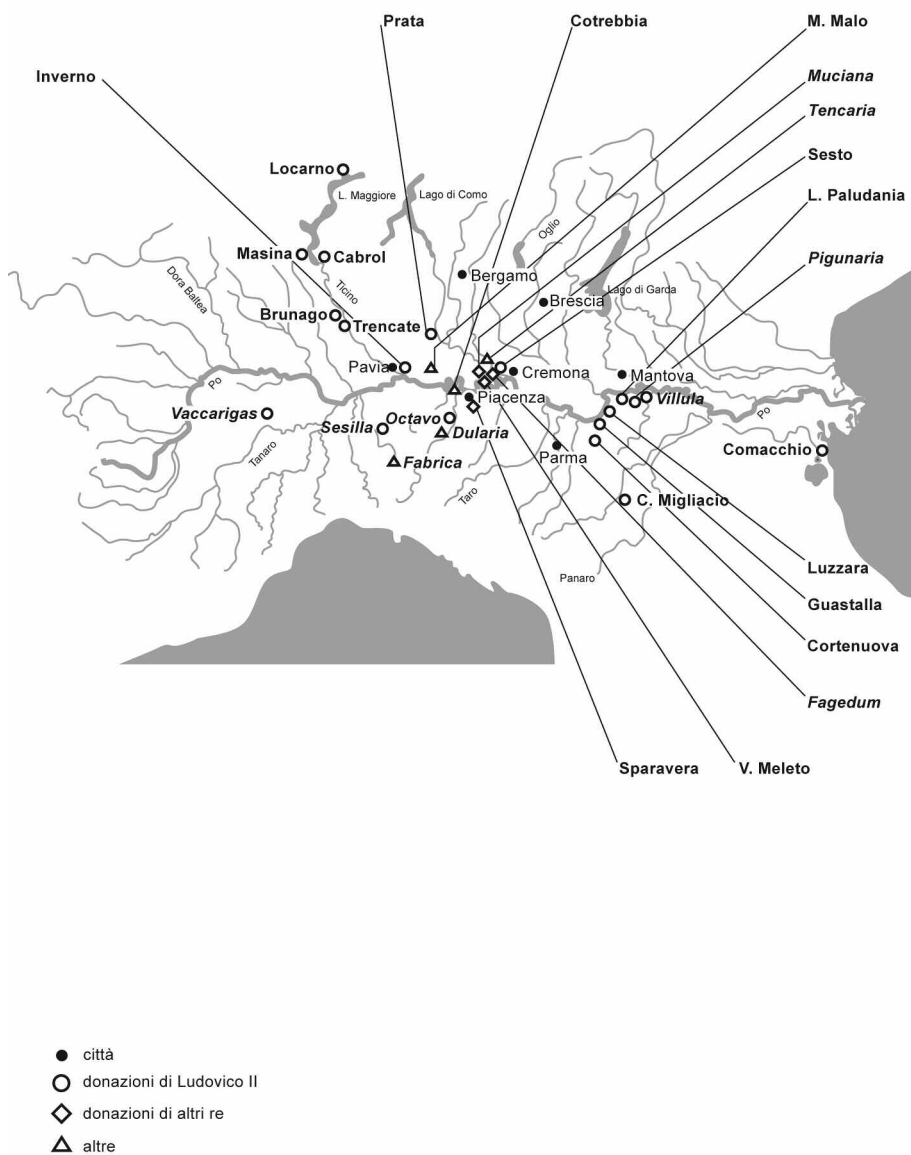 Prata
Cotrebbia
M. Malo
Inverno
Muciana
Tencaria
Sesto
Locarno
L. Maggiore
Lago di Como
L. Paludania
Oglio
Pigunaria
Masina
Cabrol
Dora Baltea
Ticino
Bergamo
Brescia
Lago di Garda
Brunago
Trencate
Pavia
Cremona
Mantova
Po
Piacenza
Villula
Po
Vaccarigas
Octavo
Sesilla
Dularia
Tanaro
Fabrica
Parma
Comacchio
Taro
C. Migliacio
Panaro
Luzzara
Guastalla
Cortenuova
Fagedum
Sparavera
V. Meleto
città
donazioni di Ludovico II
donazioni di altri re
altre